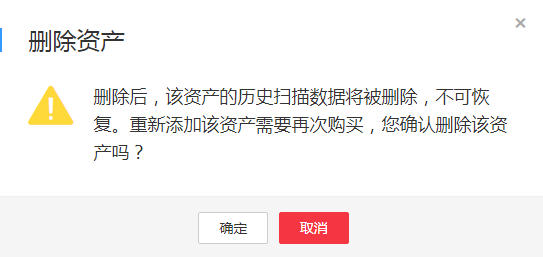 删除资产
删除后，该资产的历史扫描数据将被删除，不可恢
复。重新添加该资产需要再次购买，您确认删除该资
产吗？
确定
取消